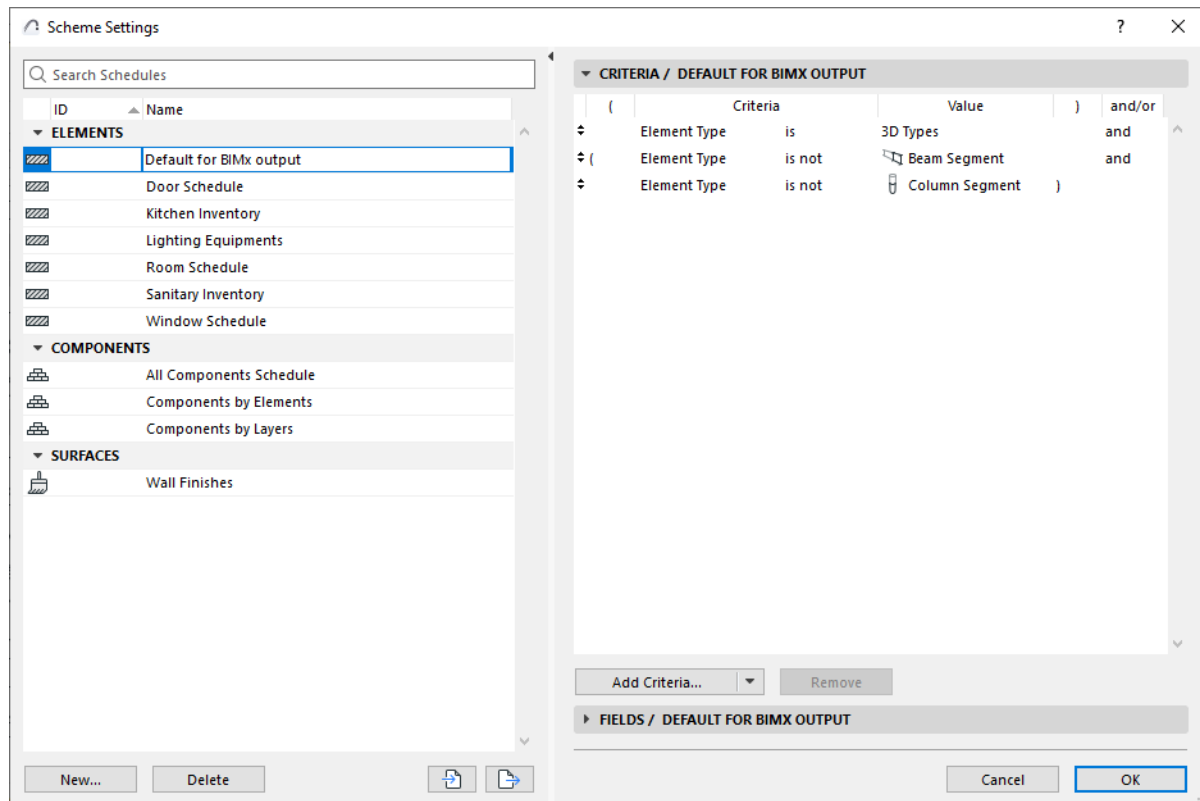 Scheme Settings ?
Search Schedules
ID Name
ELEMENTS
Default for BIMx output
Door Schedule
Kitchen Inventory
Lighting Equipments
Room Schedule
Sanitary Inventory
Window Schedule
COMPONENTS
All Components Schedule
Components by Elements
Components by Layers
SURFACES
Wall Finishes
New... Delete
CRITERIA / DEFAULT FOR BIMX OUTPUT
( Criteria Value ) and/or
Element Type is 3D Types and
( Element Type is not Beam Segment and
Element Type is not Column Segment )
Add Criteria... Remove
FIELDS / DEFAULT FOR BIMX OUTPUT
Cancel OK